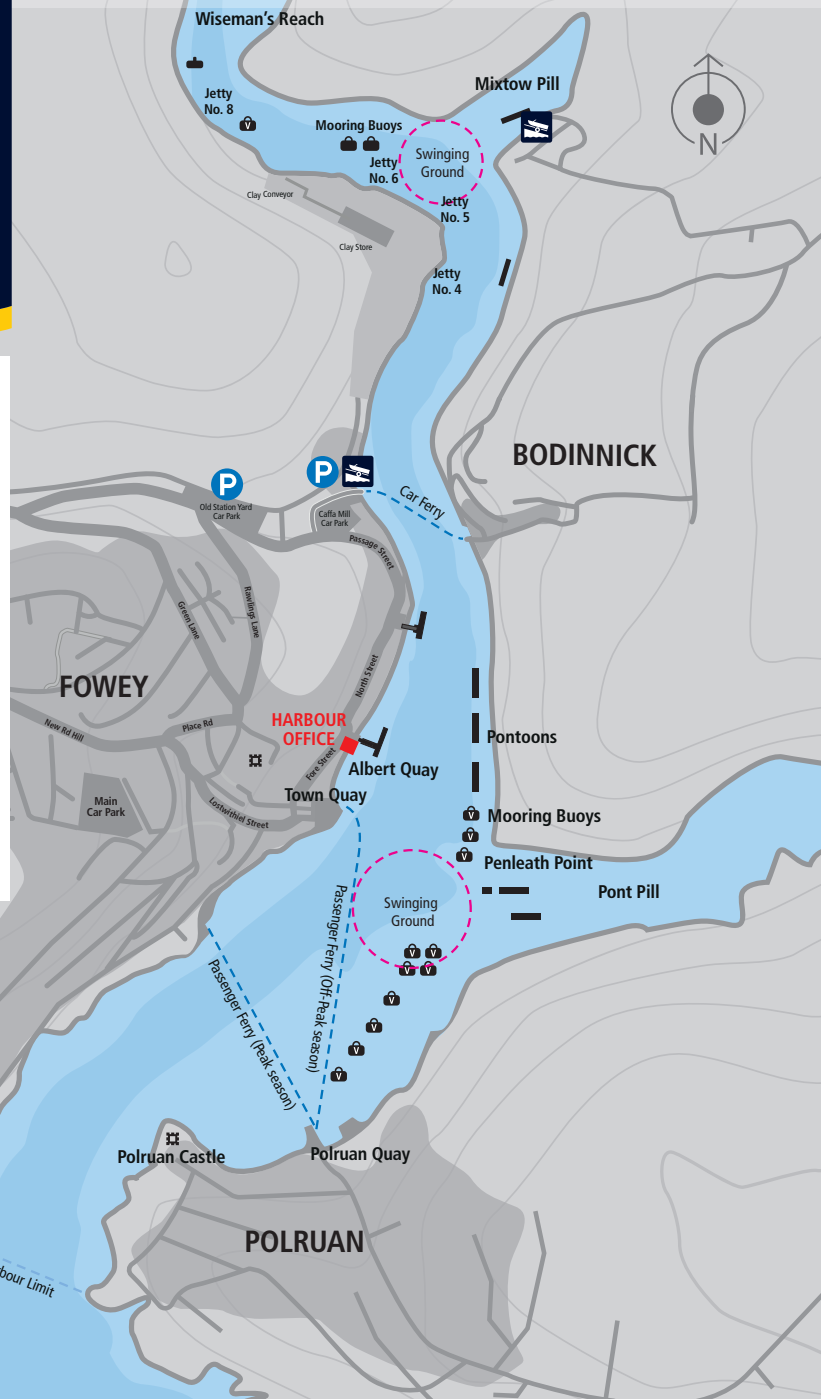 Wiseman's Reach
Mixtow Pill
Jetty
No. 8
V
Mooring Buoys
Swinging
Ground
Jetty
No. 6
N
Clay Conveyor
Jetty
No. 5
Clay Store
Jetty
No. 4
BODINNICK
P
P
Old Station Yard
Car Park
Caffa Mill
Car Park
Car Ferry
Passage Street
Green Lane
Rawlings Lane
North Street
FOWEY
New Rd Hill
Place Rd
HARBOUR
OFFICE
Fore Street
Albert Quay
Pontoons
Town Quay
Main
Car Park
Lostwithiel Street
V
Mooring Buoys
V
V
Penleath Point
Pont Pill
Swinging
Ground
Passenger Ferry (Off-Peak season)
Passenger Ferry (Peak season)
V
V
V
V
V
V
V
V
Polruan Castle
Polruan Quay
POLRUAN
bour Limit